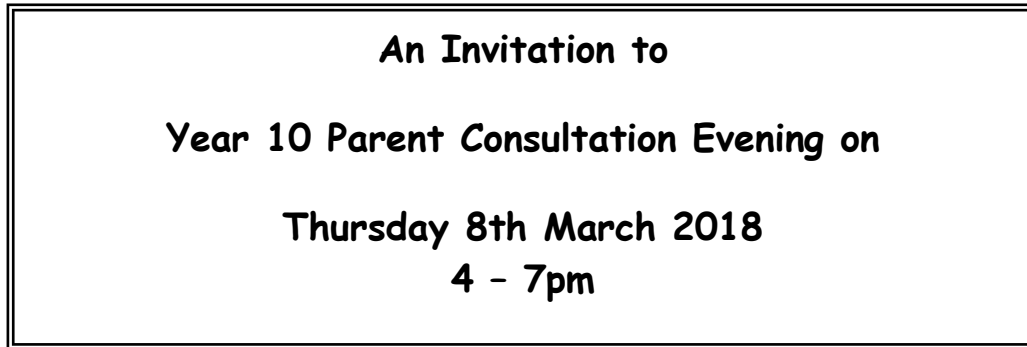 An Invitation to
Year 10 Parent Consultation Evening on
Thursday 8th March 2018
4 – 7pm